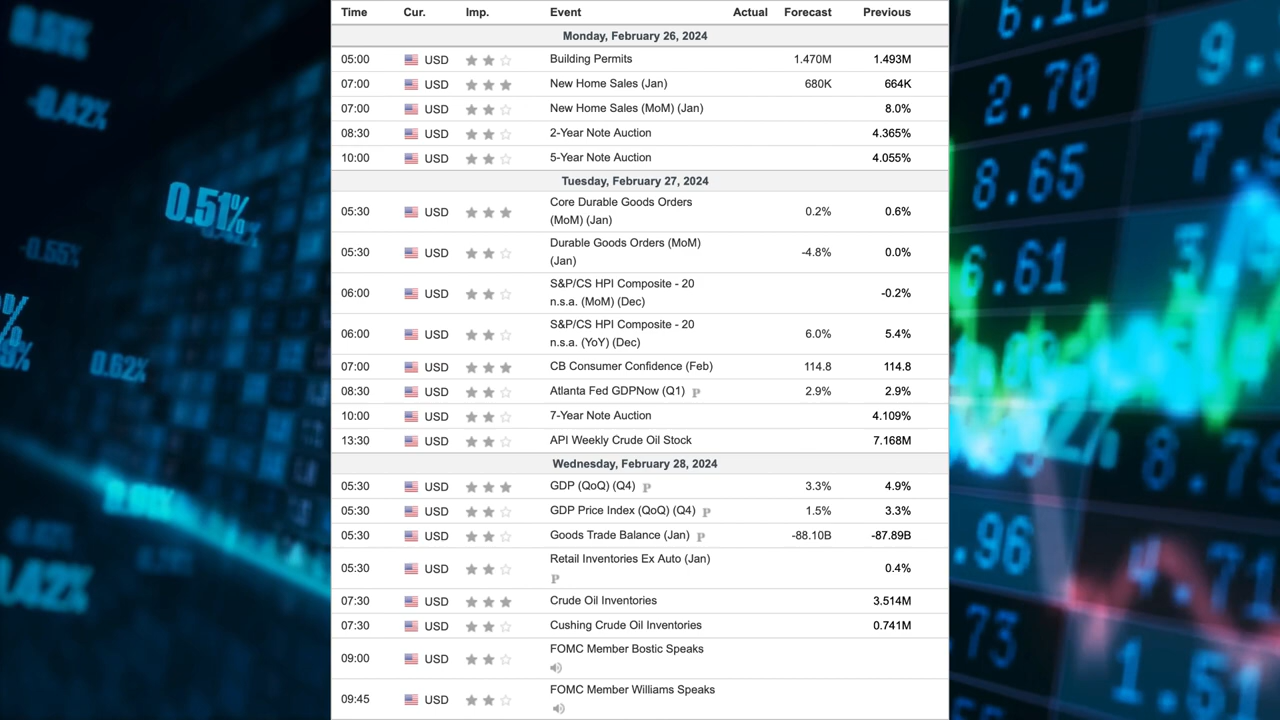 Time Cur. Imp. Event Actual Forecast Previous
Monday, February 26, 2024
05:00 USD Building Permits 1.470M 1.493M
07:00 USD New Home Sales (Jan) 680K 664K
07:00 USD New Home Sales (MoM) (Jan) 8.0%
08:30 USD 2-Year Note Auction 4.365%
10:00 USD 5-Year Note Auction 4.055%
Tuesday, February 27, 2024
05:30 USD Core Durable Goods Orders
(MoM) (Jan) 0.2% 0.6%
05:30 USD Durable Goods Orders (MoM)
(Jan) -4.8% 0.0%
06:00 USD S&P/CS HPI Composite - 20
n.s.a. (MoM) (Dec) -0.2%
06:00 USD S&P/CS HPI Composite - 20
n.s.a. (YoY) (Dec) 6.0% 5.4%
07:00 USD CB Consumer Confidence (Feb) 114.8 114.8
08:30 USD Atlanta Fed GDPNow (Q1) P 2.9% 2.9%
10:00 USD 7-Year Note Auction 4.109%
13:30 USD API Weekly Crude Oil Stock 7.168M
Wednesday, February 28, 2024
05:30 USD GDP (QoQ) (Q4) P 3.3% 4.9%
05:30 USD GDP Price Index (QoQ) (Q4) P 1.5% 3.3%
05:30 USD Goods Trade Balance (Jan) P -88.10B -87.89B
05:30 USD Retail Inventories Ex Auto (Jan)
P 0.4%
07:30 USD Crude Oil Inventories 3.514M
07:30 USD Cushing Crude Oil Inventories 0.741M
09:00 USD FOMC Member Bostic Speaks
09:45 USD FOMC Member Williams Speaks
-0.42%
0.51%
-0.55%
0.62%
0.42%
2.70
8.65
6.61
.96
.73
1.51